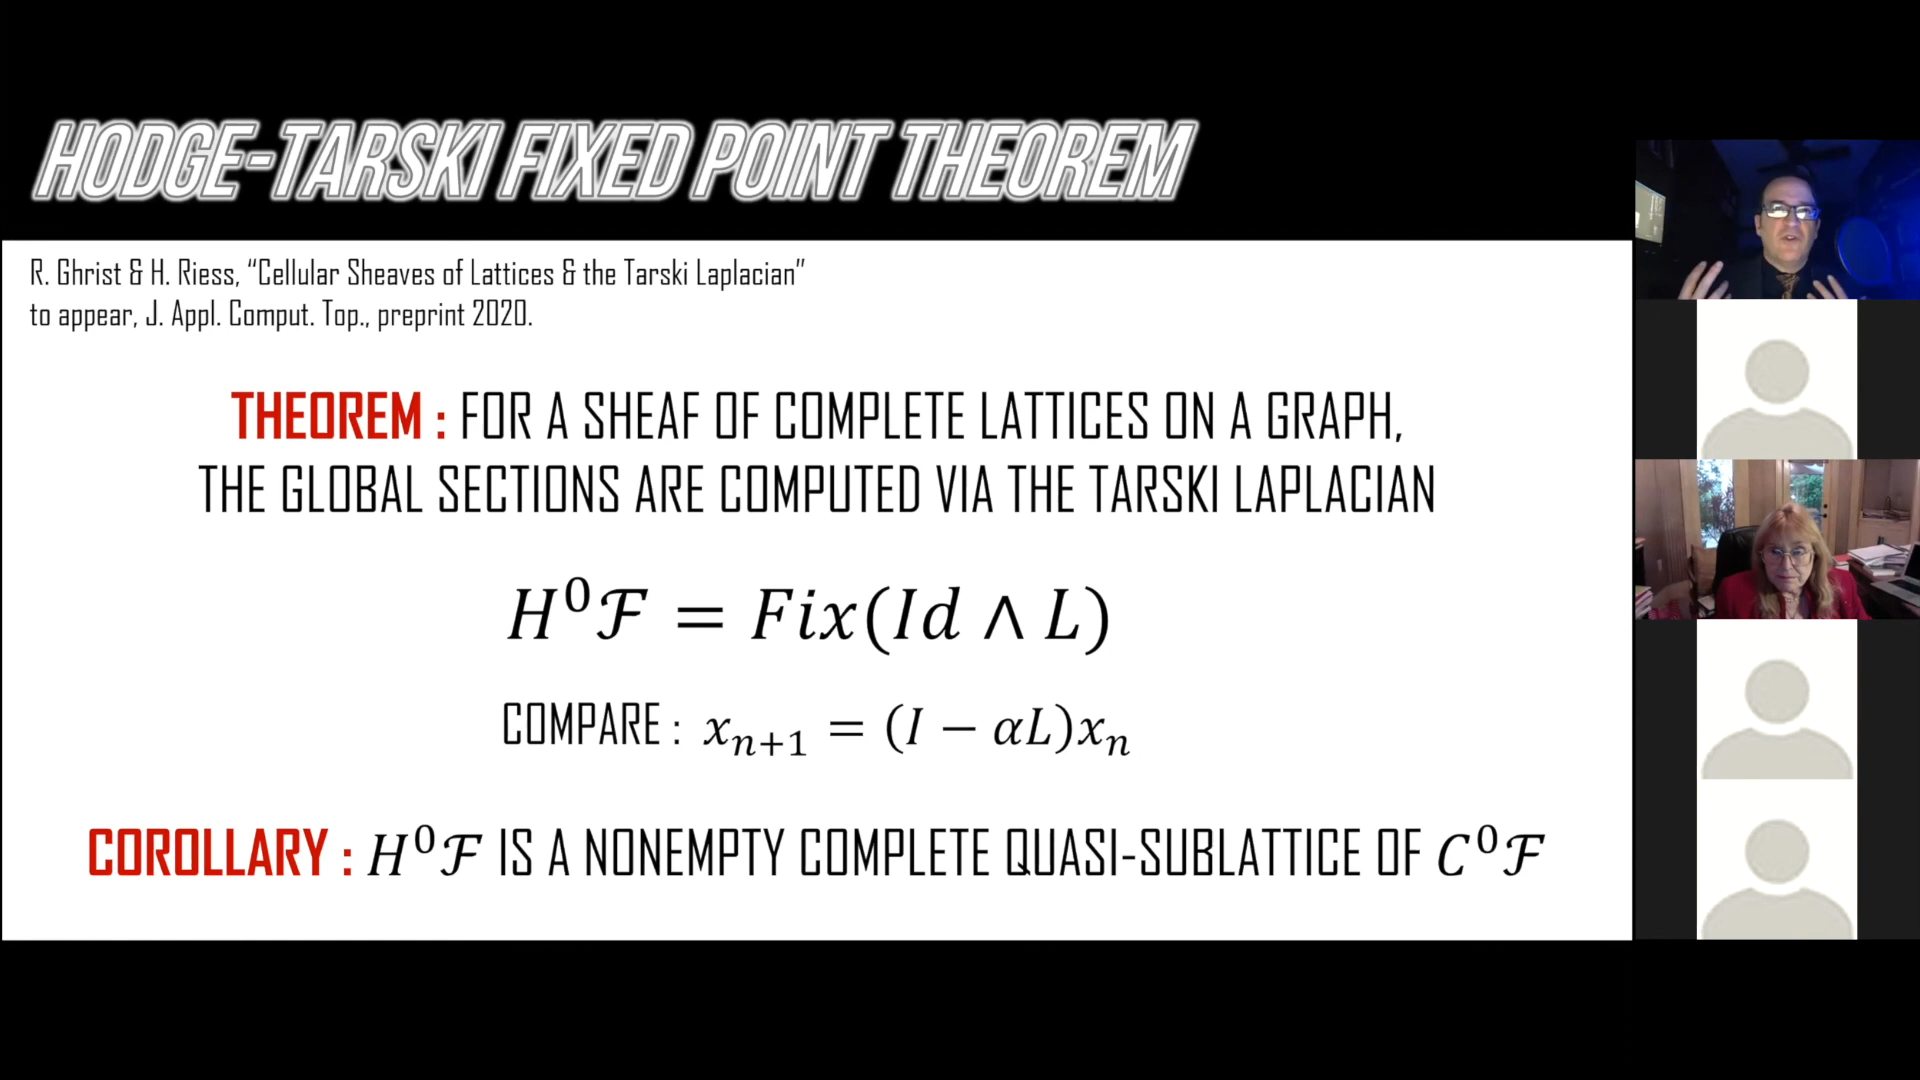 HODGE-TARSKI FIXED POINT THEOREM
R. Ghrist & H. Riess, “Cellular Sheaves of Lattices & the Tarski Laplacian”
to appear, J. Appl. Comput. Top., preprint 2020.
THEOREM : FOR A SHEAF OF COMPLETE LATTICES ON A GRAPH,
THE GLOBAL SECTIONS ARE COMPUTED VIA THE TARSKI LAPLACIAN
H⁰ℱ = Fix(Id ∧ L)
COMPARE : xₙ₊₁ = (I − αL)xₙ
COROLLARY : H⁰ℱ IS A NONEMPTY COMPLETE QUASI-SUBLATTICE OF C⁰ℱ